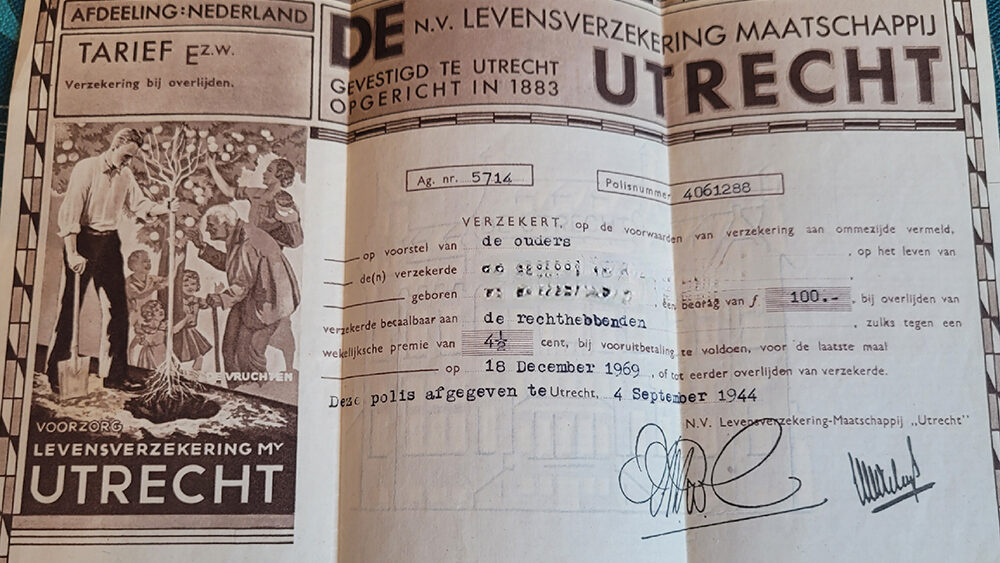 AFDEELING:NEDERLAND
TARIEF Ez.w.
Verzekering bij overlijden.
DE N.V. LEVENSVERZEKERING MAATSCHAPPIJ
UTRECHT
GEVESTIGD TE UTRECHT
OPGERICHT IN 1883
Ag. nr. 5714
Polisnummer 4061288
VERZEKERT, op de voorwaarden van verzekering aan ommezijde vermeld,
op voorstel van de ouders, op het leven van
de(n) verzekerde
geboren, een bedrag van f 100.-, bij overlijden van
verzekerde betaalbaar aan de rechthebbenden, zulks tegen een
wekelijksche premie van 4½ cent, bij vooruitbetaling te voldoen, voor de laatste maal
op 18 December 1969, of tot eerder overlijden van verzekerde.
Deze polis afgegeven te Utrecht, 4 September 1944
N.V. Levensverzekering-Maatschappij „Utrecht"
DE VRUCHTEN
VOORZORG
LEVENSVERZEKERING MY
UTRECHT